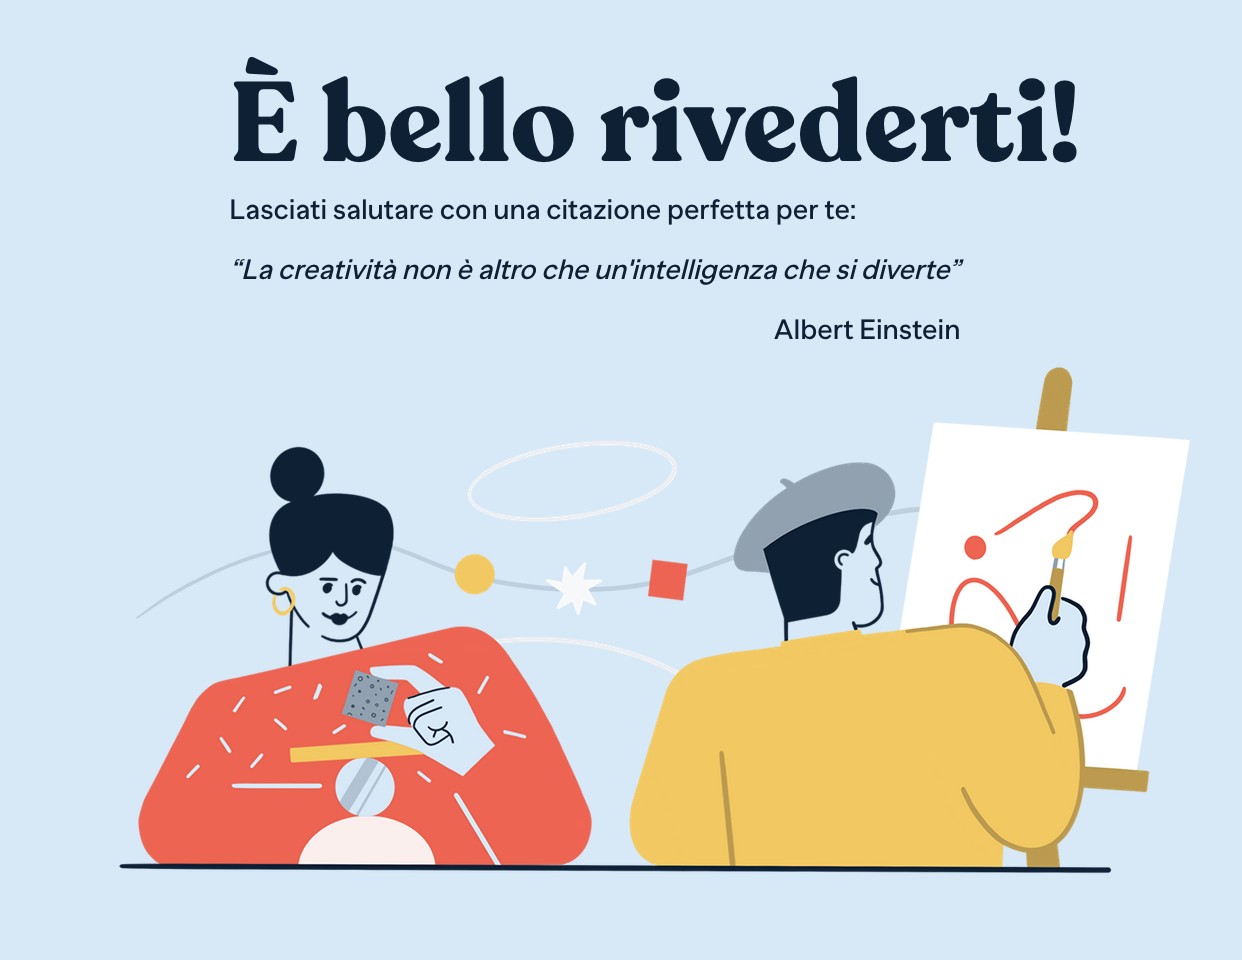 È bello rivederti!
Lasciati salutare con una citazione perfetta per te:
“La creatività non è altro che un'intelligenza che si diverte”
Albert Einstein